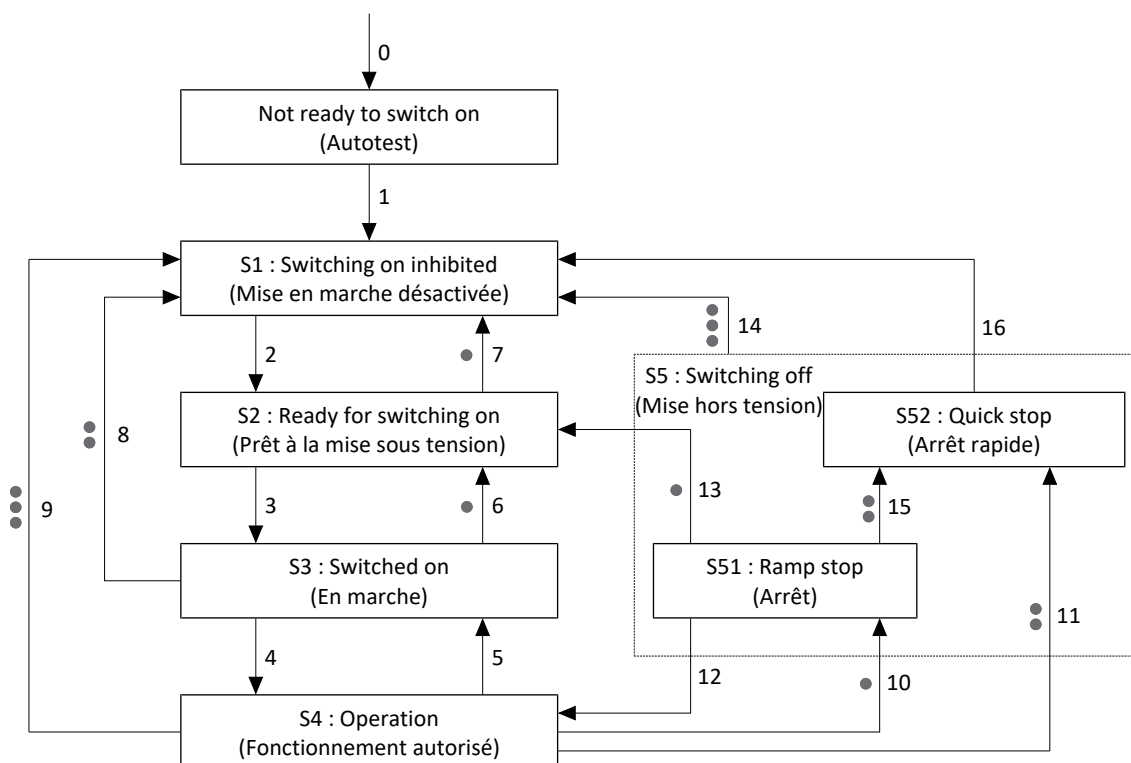 0
Not ready to switch on
(Autotest)
1
S1 : Switching on inhibited
(Mise en marche désactivée)
2
7
14
16
S5 : Switching off
(Mise hors tension)
S2 : Ready for switching on
(Prêt à la mise sous tension)
S52 : Quick stop
(Arrêt rapide)
8
9
3
6
13
15
S3 : Switched on
(En marche)
S51 : Ramp stop
(Arrêt)
11
4
5
12
10
S4 : Operation
(Fonctionnement autorisé)